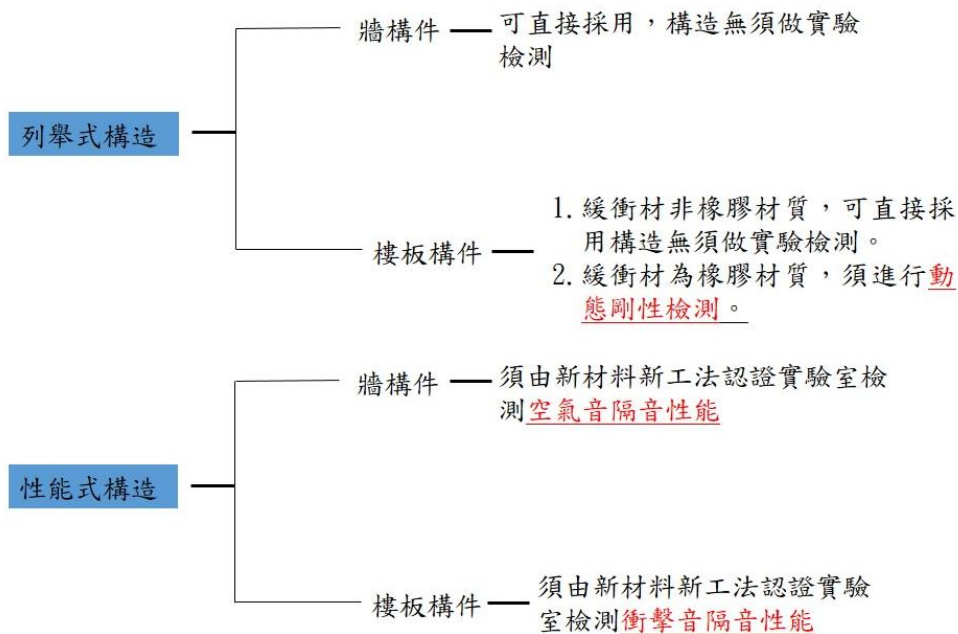 列舉式構造
牆構件
可直接採用，構造無須做實驗
檢測
樓板構件
1. 緩衝材非橡膠材質，可直接採
用構造無須做實驗檢測。
2. 緩衝材為橡膠材質，須進行動
態剛性檢測。
性能式構造
牆構件
須由新材料新工法認證實驗室檢
測空氣音隔音性能
樓板構件
須由新材料新工法認證實驗
室檢測衝擊音隔音性能